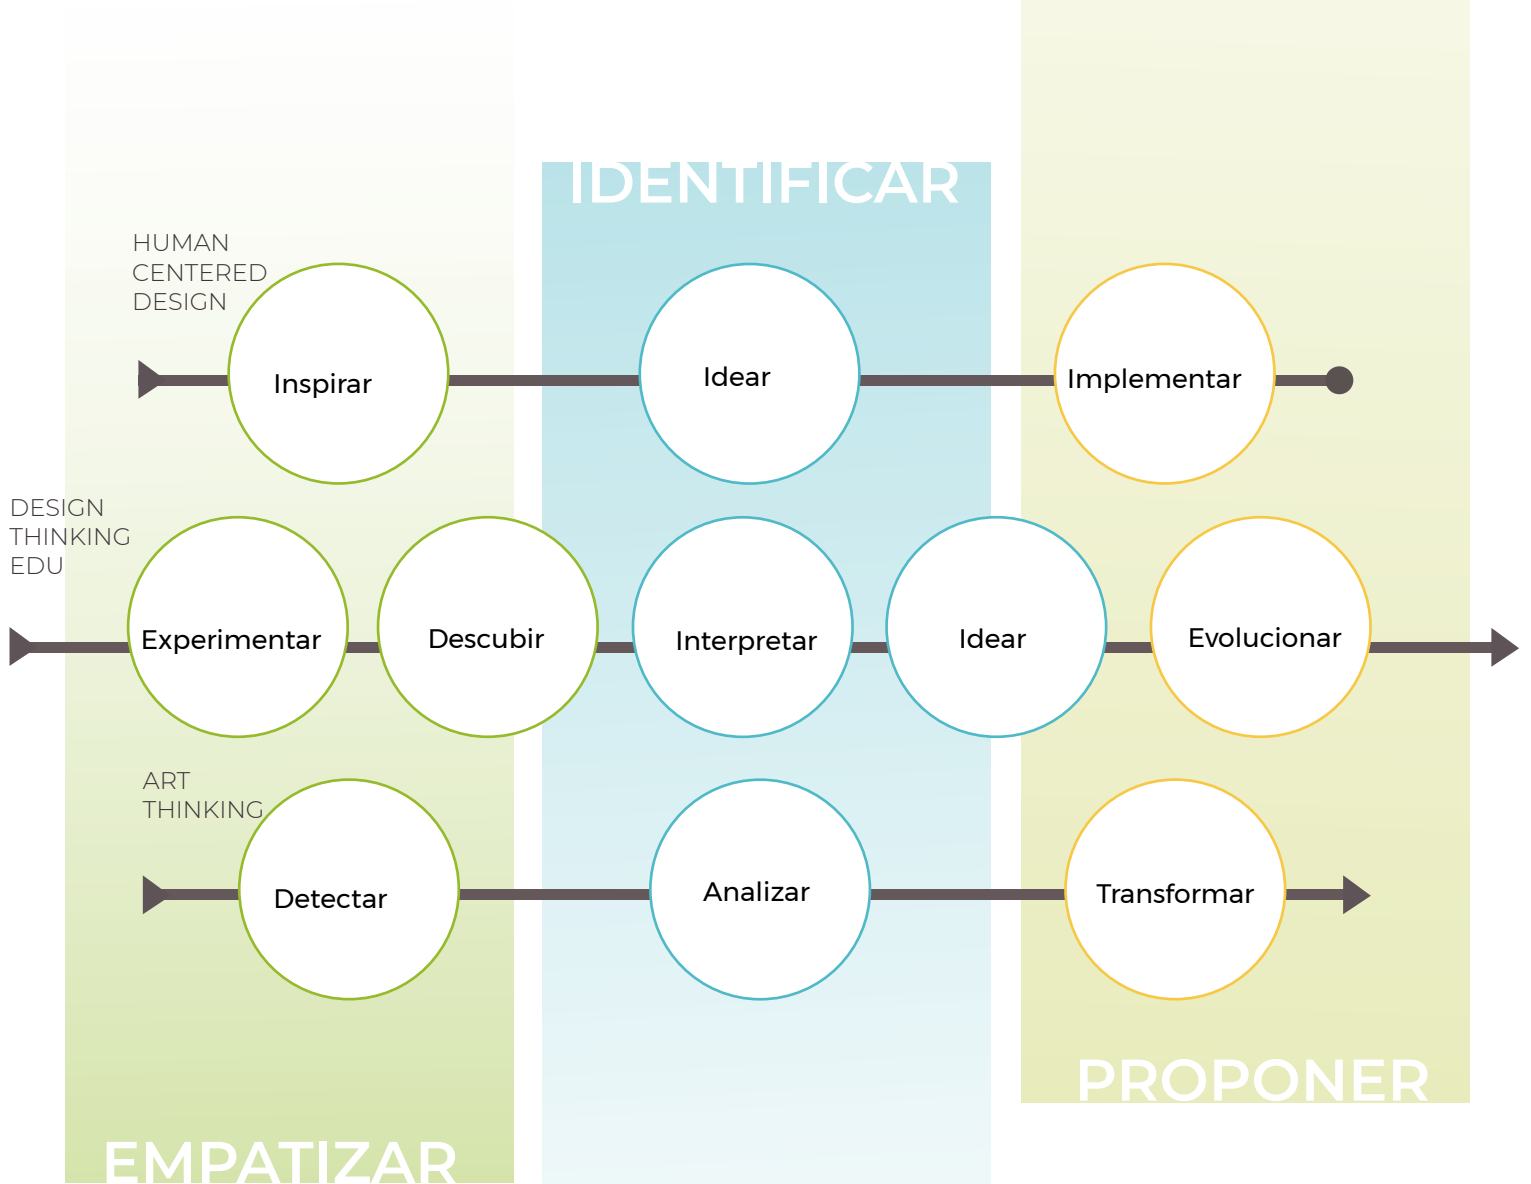 IDENTIFICAR
HUMAN
CENTERED
DESIGN
Inspirar
Idear
Implementar
DESIGN
THINKING
EDU
Experimentar
Descubir
Interpretar
Idear
Evolucionar
ART
THINKING
Detectar
Analizar
Transformar
PROPONER
EMPATIZAR